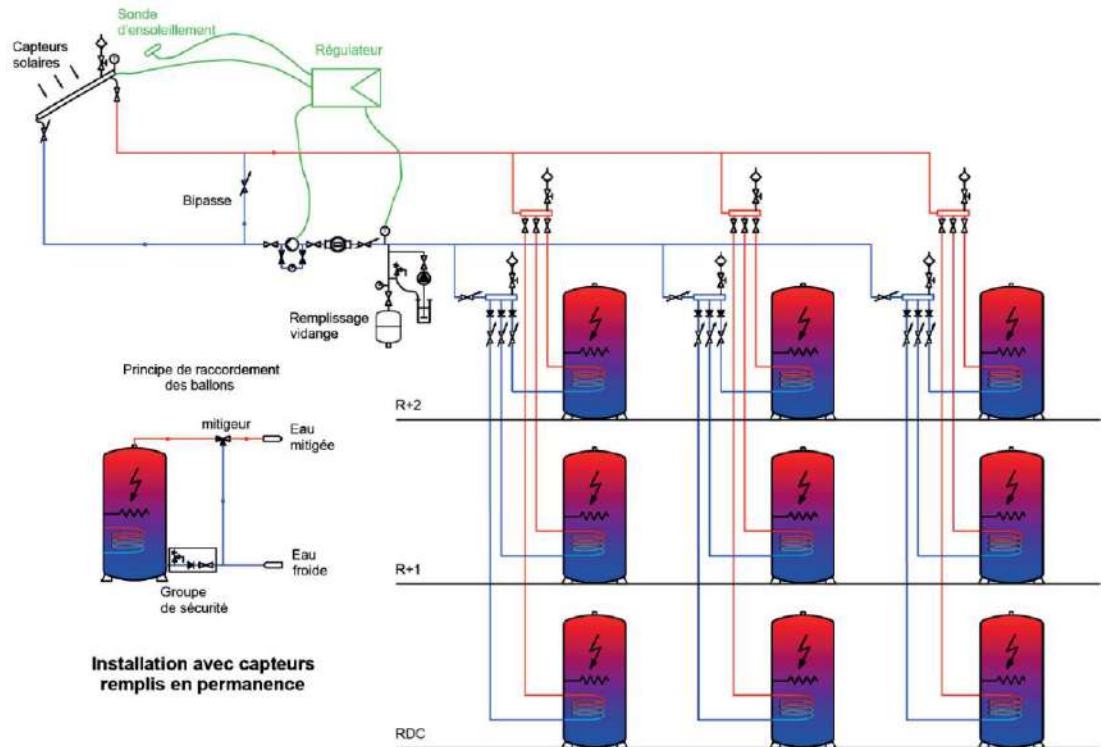 Sonde
d'ensoleillement
Capteurs
solaires
Régulateur
Bipasse
Remplissage
vidange
Principe de raccordement
des ballons
mitigeur
Eau
mitigée
Eau
froide
Groupe
de sécurité
Installation avec capteurs
remplis en permanence
R+2
R+1
RDC